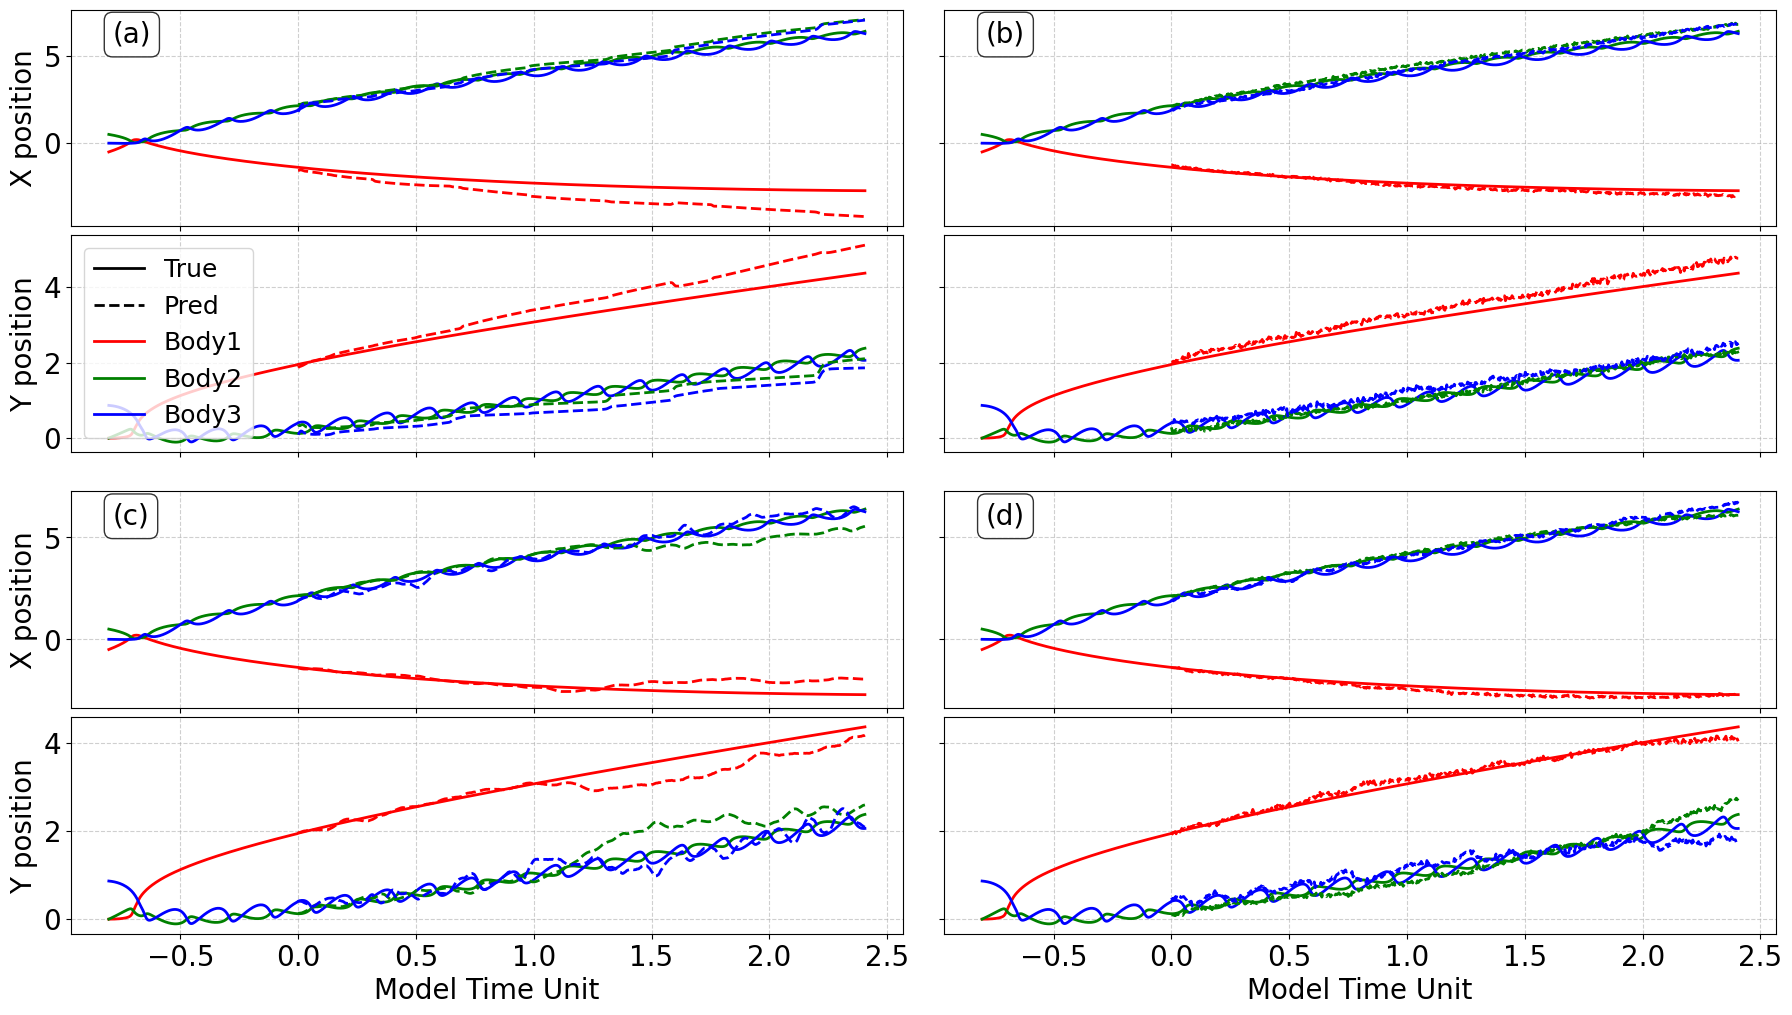 (a)
(b)
X position
5
0
Y position
4
2
0
True
Pred
Body1
Body2
Body3
(c)
(d)
X position
5
0
Y position
4
2
0
−0.5 0.0 0.5 1.0 1.5 2.0 2.5
−0.5 0.0 0.5 1.0 1.5 2.0 2.5
Model Time Unit
Model Time Unit